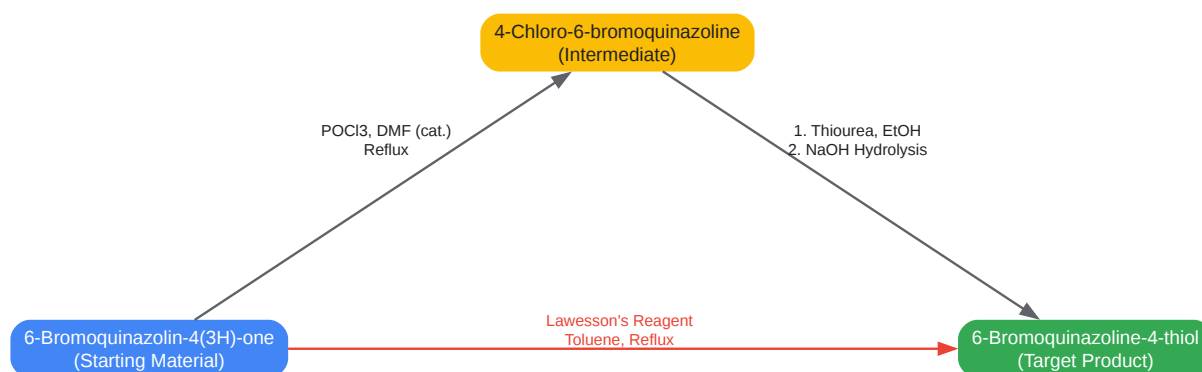 4-Chloro-6-bromoquinazoline
(Intermediate)
POCl3, DMF (cat.)
Reflux
1. Thiourea, EtOH
2. NaOH Hydrolysis
Lawesson's Reagent
Toluene, Reflux
6-Bromoquinazolin-4(3H)-one
(Starting Material)
6-Bromoquinazoline-4-thiol
(Target Product)